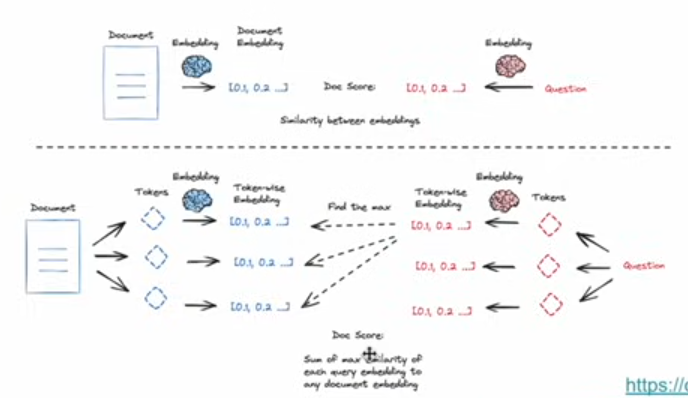 Document
Embedding
Document
Embedding
[0.1, 0.2 ...]
Doc Score:
[0.1, 0.2 ...]
Embedding
Question
Similarity between embeddings
Document
Tokens
Embedding
Token-wise
Embedding
[0.1, 0.2 ...]
[0.1, 0.2 ...]
[0.1, 0.2 ...]
Find the max
Token-wise
Embedding
[0.1, 0.2 ...]
[0.1, 0.2 ...]
[0.1, 0.2 ...]
Embedding
Tokens
Question
Doc Score:
Sum of max similarity of
each query embedding to
any document embedding
https://